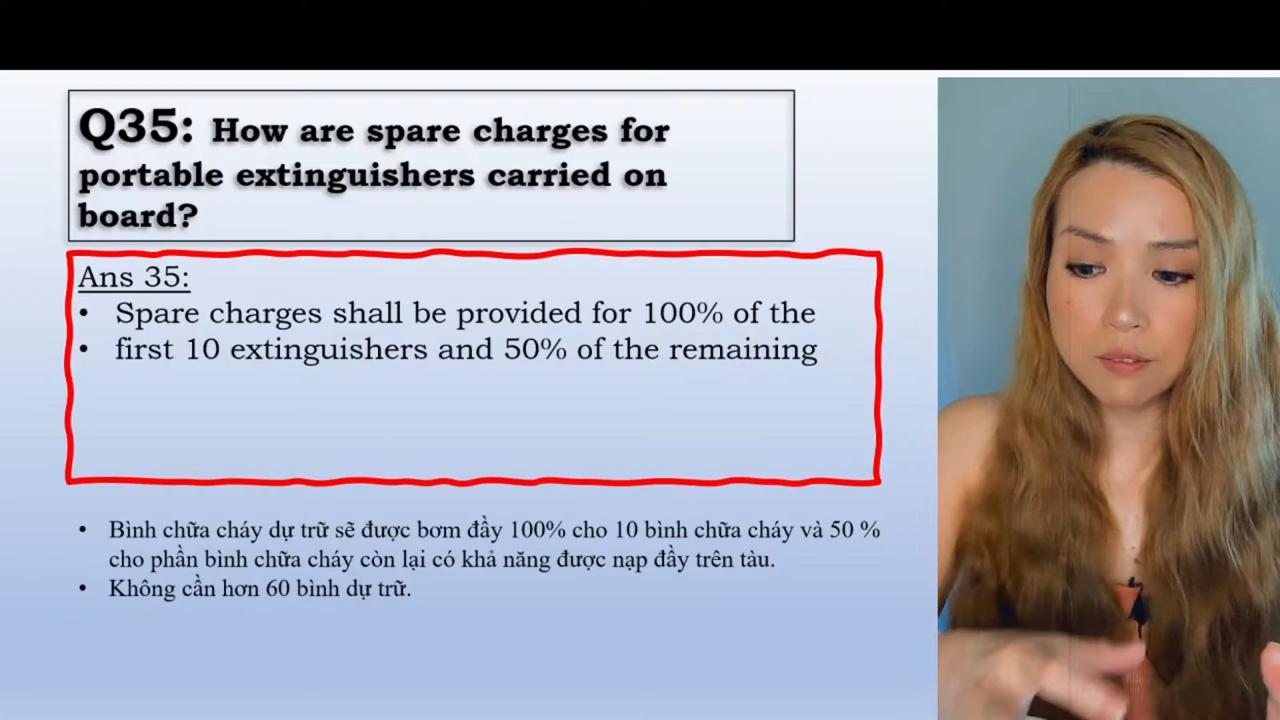 Q35: How are spare charges for
portable extinguishers carried on
board?
Ans 35:
• Spare charges shall be provided for 100% of the
• first 10 extinguishers and 50% of the remaining
• Bình chữa cháy dự trữ sẽ được bơm đầy 100% cho 10 bình chữa cháy và 50 %
cho phần bình chữa cháy còn lại có khả năng được nạp đầy trên tàu.
• Không cần hơn 60 bình dự trữ.